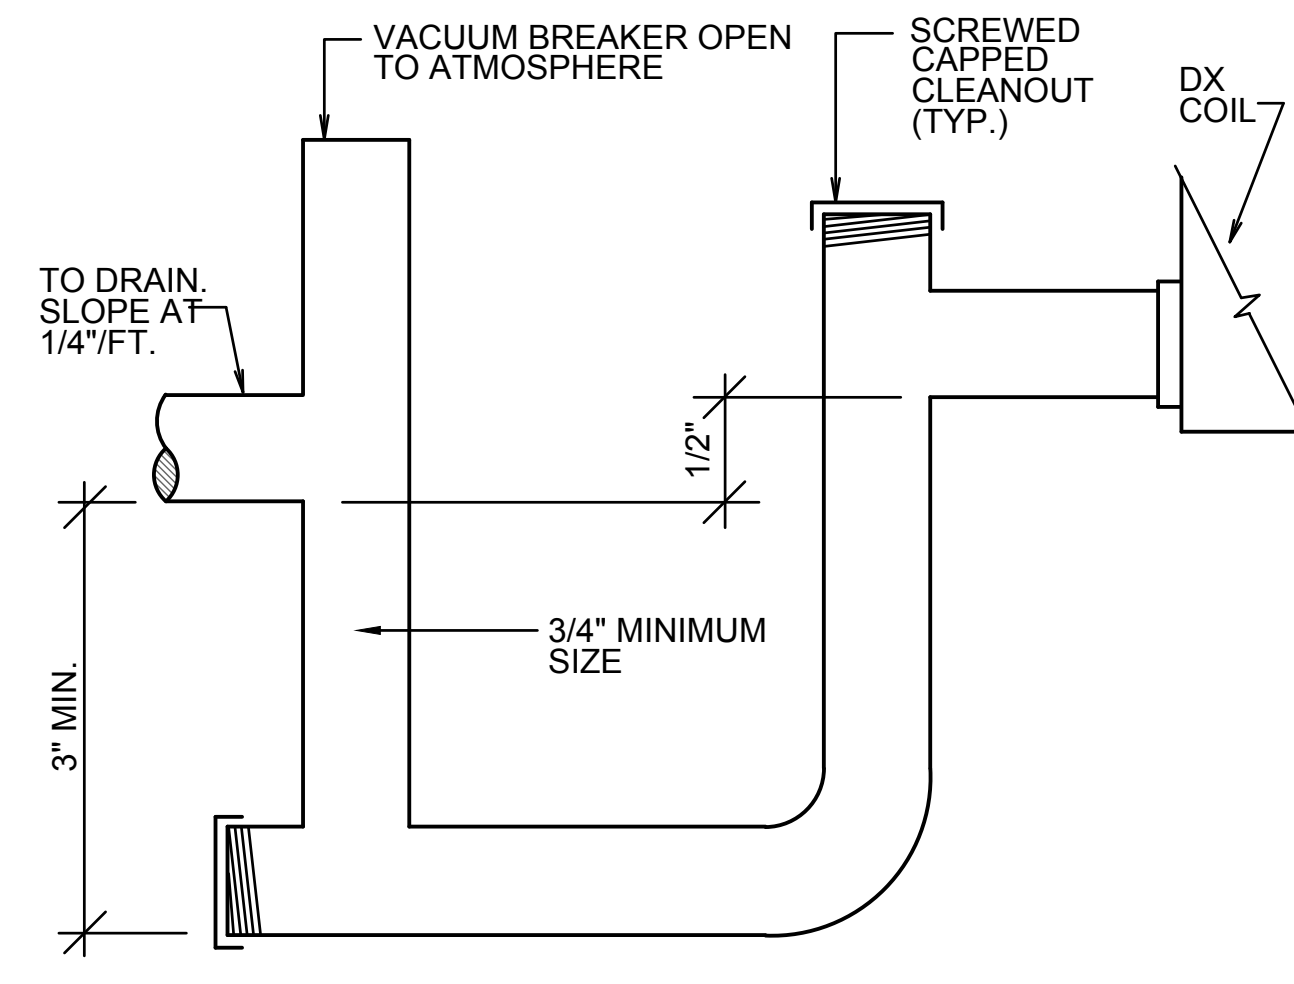 VACUUM BREAKER OPEN
TO ATMOSPHERE
SCREWED
CAPPED
CLEANOUT
(TYP.)
DX
COIL
TO DRAIN.
SLOPE AT
1/4"/FT.
1/2"
3/4" MINIMUM
SIZE
3" MIN.